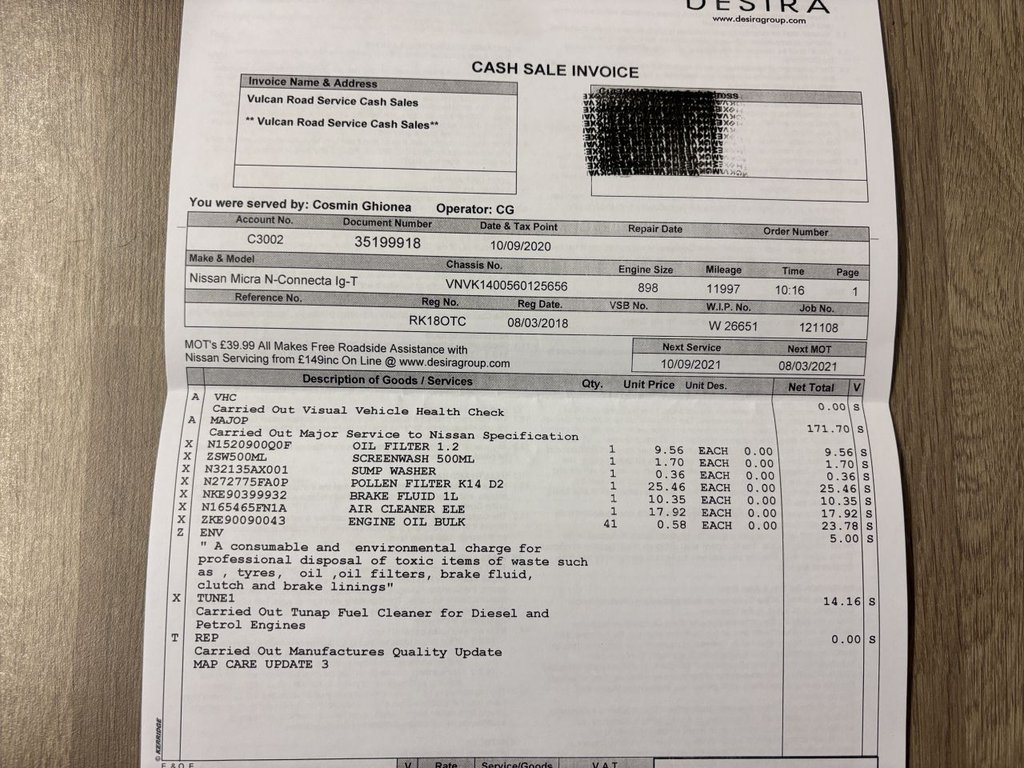 DESIRA
www.desiragroup.com
CASH SALE INVOICE
Invoice Name & Address
Vulcan Road Service Cash Sales
** Vulcan Road Service Cash Sales**
You were served by: Cosmin Ghionea Operator: CG
Account No. Document Number Date & Tax Point Repair Date Order Number
C3002 35199918 10/09/2020
Make & Model Chassis No. Engine Size Mileage Time Page
Nissan Micra N-Connecta Ig-T VNVK1400560125656 898 11997 10:16 1
Reference No. Reg No. Reg Date. VSB No. W.I.P. No. Job No.
RK18OTC 08/03/2018 W 26651 121108
MOT's £39.99 All Makes Free Roadside Assistance with
Nissan Servicing from £149inc On Line @ www.desiragroup.com
Next Service Next MOT
10/09/2021 08/03/2021
Description of Goods / Services Qty. Unit Price Unit Des. Net Total V
A VHC
Carried Out Visual Vehicle Health Check 0.00 S
A MAJOP
Carried Out Major Service to Nissan Specification 171.70 S
X N1520900Q0F OIL FILTER 1.2 1 9.56 EACH 0.00 9.56 S
X ZSW500ML SCREENWASH 500ML 1 1.70 EACH 0.00 1.70 S
X N32135AX001 SUMP WASHER 1 0.36 EACH 0.00 0.36 S
X N272775FA0P POLLEN FILTER K14 D2 1 25.46 EACH 0.00 25.46 S
X NKE90399932 BRAKE FLUID 1L 1 10.35 EACH 0.00 10.35 S
X N165465FN1A AIR CLEANER ELE 1 17.92 EACH 0.00 17.92 S
X ZKE90090043 ENGINE OIL BULK 41 0.58 EACH 0.00 23.78 S
Z ENV 5.00 S
" A consumable and environmental charge for
professional disposal of toxic items of waste such
as , tyres, oil ,oil filters, brake fluid,
clutch and brake linings"
X TUNE1 14.16 S
Carried Out Tunap Fuel Cleaner for Diesel and
Petrol Engines
T REP 0.00 S
Carried Out Manufactures Quality Update
MAP CARE UPDATE 3
© KERRIDGE
E & O E V Rate Service/Goods V.A.T.